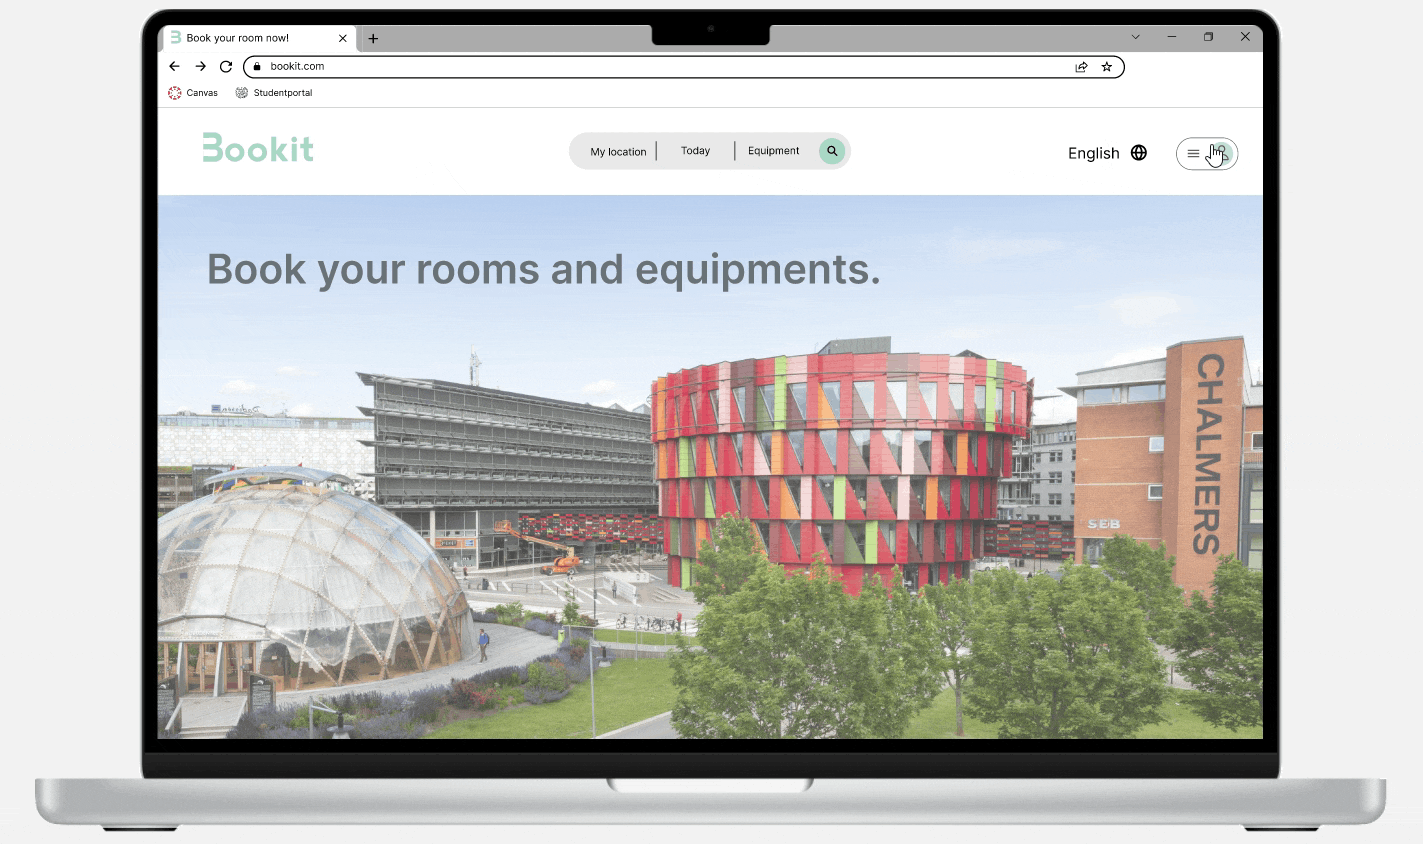 Book your room now!
bookit.com
Canvas
Studentportal
Bookit
My location
Today
Equipment
English
Book your rooms and equipments.
CHALMERS
SEB